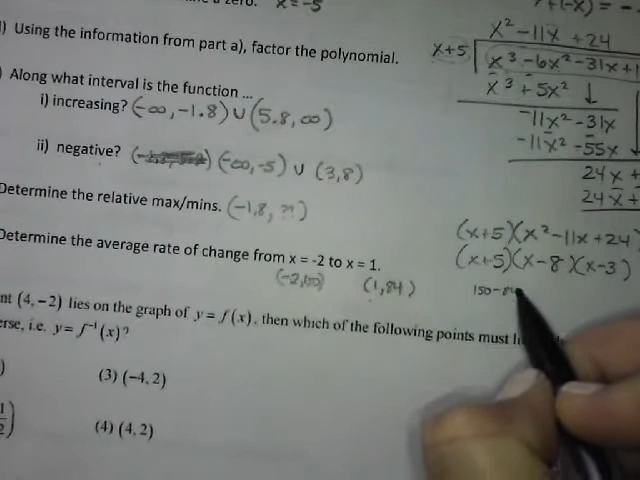 a zero. x = -5
) Using the information from part a), factor the polynomial.
) Along what interval is the function ...
i) increasing? (-∞, -1.8) ∪ (5.8, ∞)
ii) negative? (-∞, -5) ∪ (3, 8)
Determine the relative max/mins. (-1.8, ??)
Determine the average rate of change from x = -2 to x = 1.
(-2, 150) (1, 84)
nt (4, -2) lies on the graph of y = f(x), then which of the following points must
erse, i.e. y = f⁻¹(x)?
)
(3) (-4, 2)
1/2)
(4) (4, 2)
+(-x) = -
x² - 11x + 24
x+5 x³ - 6x² - 31x + 1
x³ + 5x² ↓
-11x² - 31x
-11x² - 55x
24x +
24x +
(x+5)(x² - 11x + 24)
(x+5)(x-8)(x-3)
150 - 84